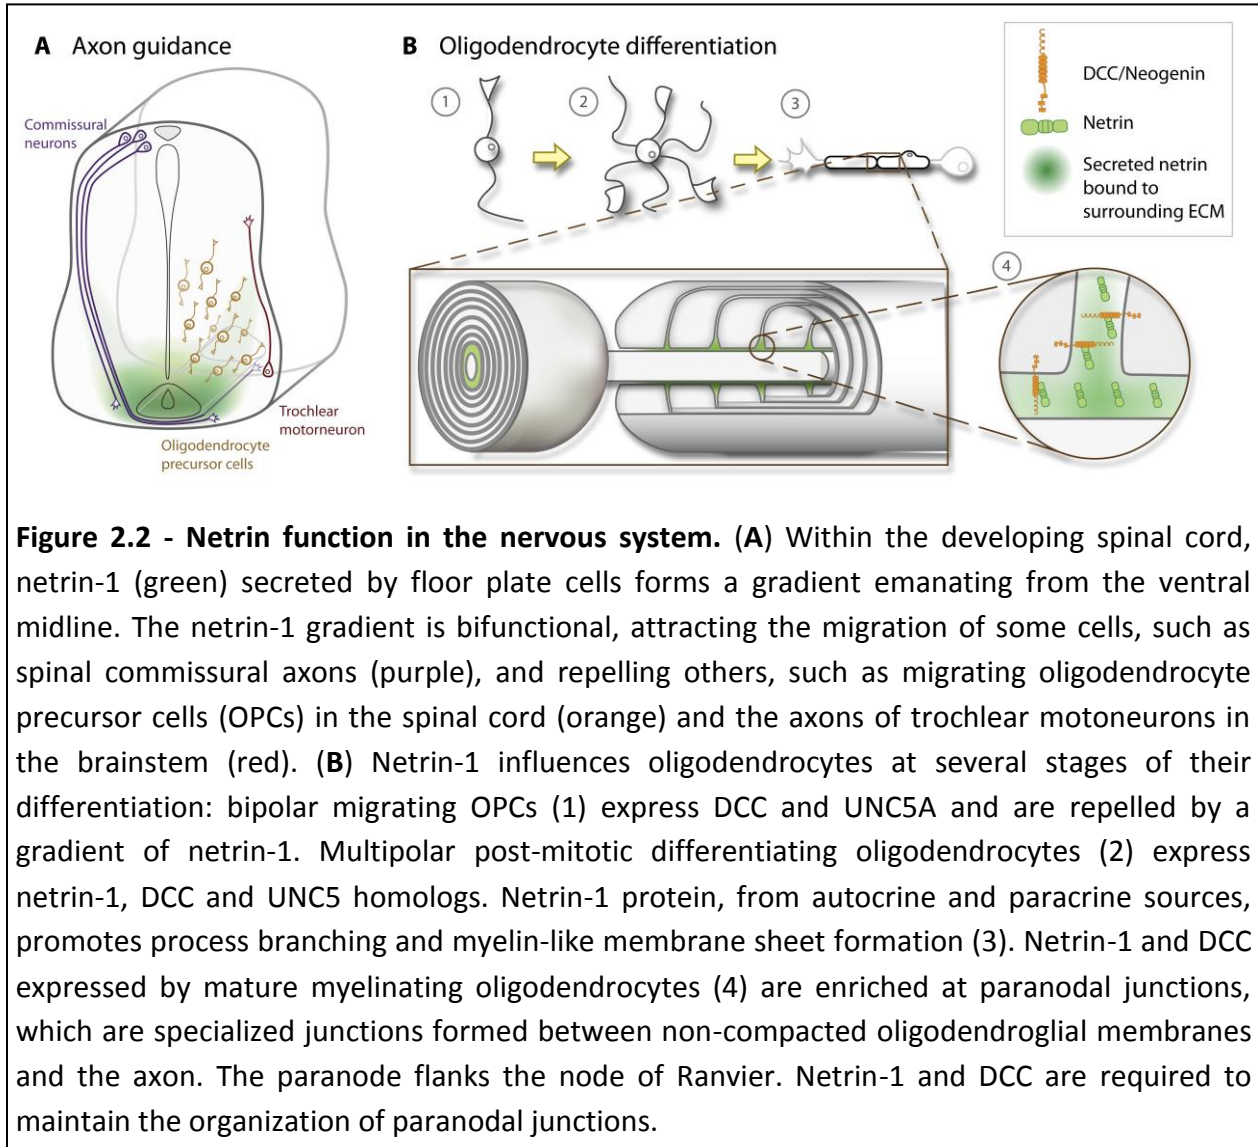 A Axon guidance
B Oligodendrocyte differentiation
Commissural
neurons
Trochlear
motorneuron
Oligodendrocyte
precursor cells
1
2
3
4
DCC/Neogenin
Netrin
Secreted netrin
bound to
surrounding ECM
Figure 2.2 - Netrin function in the nervous system. (A) Within the developing spinal cord,
netrin-1 (green) secreted by floor plate cells forms a gradient emanating from the ventral
midline. The netrin-1 gradient is bifunctional, attracting the migration of some cells, such as
spinal commissural axons (purple), and repelling others, such as migrating oligodendrocyte
precursor cells (OPCs) in the spinal cord (orange) and the axons of trochlear motoneurons in
the brainstem (red). (B) Netrin-1 influences oligodendrocytes at several stages of their
differentiation: bipolar migrating OPCs (1) express DCC and UNC5A and are repelled by a
gradient of netrin-1. Multipolar post-mitotic differentiating oligodendrocytes (2) express
netrin-1, DCC and UNC5 homologs. Netrin-1 protein, from autocrine and paracrine sources,
promotes process branching and myelin-like membrane sheet formation (3). Netrin-1 and DCC
expressed by mature myelinating oligodendrocytes (4) are enriched at paranodal junctions,
which are specialized junctions formed between non-compacted oligodendroglial membranes
and the axon. The paranode flanks the node of Ranvier. Netrin-1 and DCC are required to
maintain the organization of paranodal junctions.